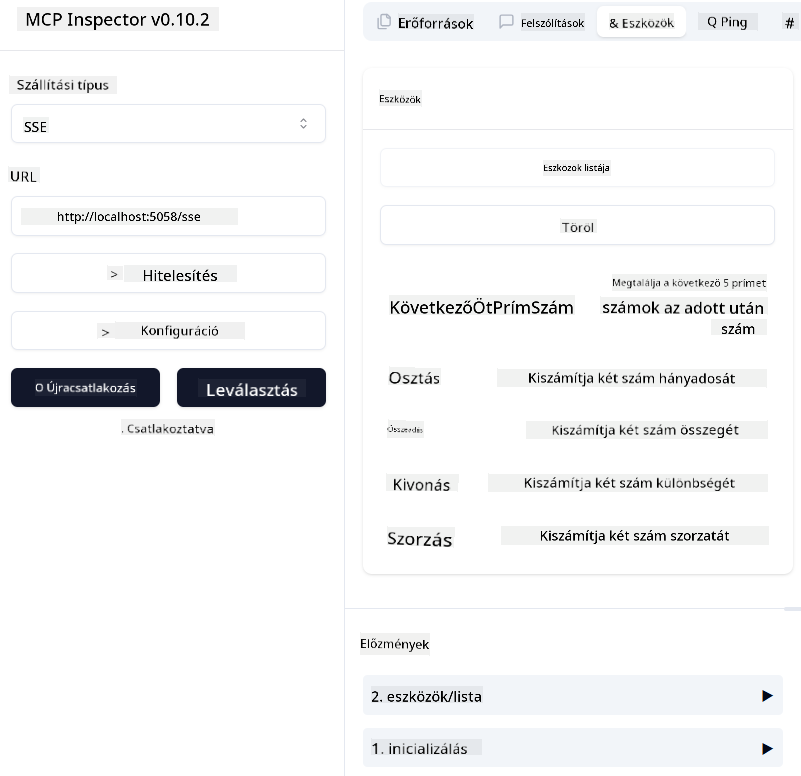 MCP Inspector v0.10.2
Szállítási típus
SSE
URL
http://localhost:5058/sse
> Hitelesítés
> Konfiguráció
O Újracsatlakozás
Leválasztás
. Csatlakoztatva
Erőforrások
Felszólítások
& Eszközök
Q Ping
#
Eszközök
Eszközök listája
Töröl
KövetkezőÖtPrímSzám
Megtalálja a következő 5 prímet
számok az adott után
szám
Osztás
Kiszámítja két szám hányadosát
Összeadás
Kiszámítja két szám összegét
Kivonás
Kiszámítja két szám különbségét
Szorzás
Kiszámítja két szám szorzatát
Előzmények
2. eszközök/lista
1. inicializálás